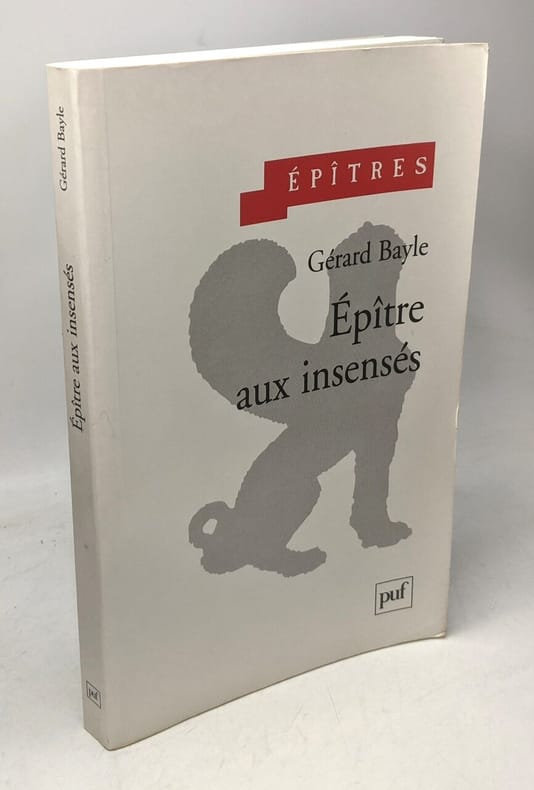 Gérard Bayle
Épître aux insensés
puf
ÉPÎTRES
Gérard Bayle
Épître
aux insensés
puf